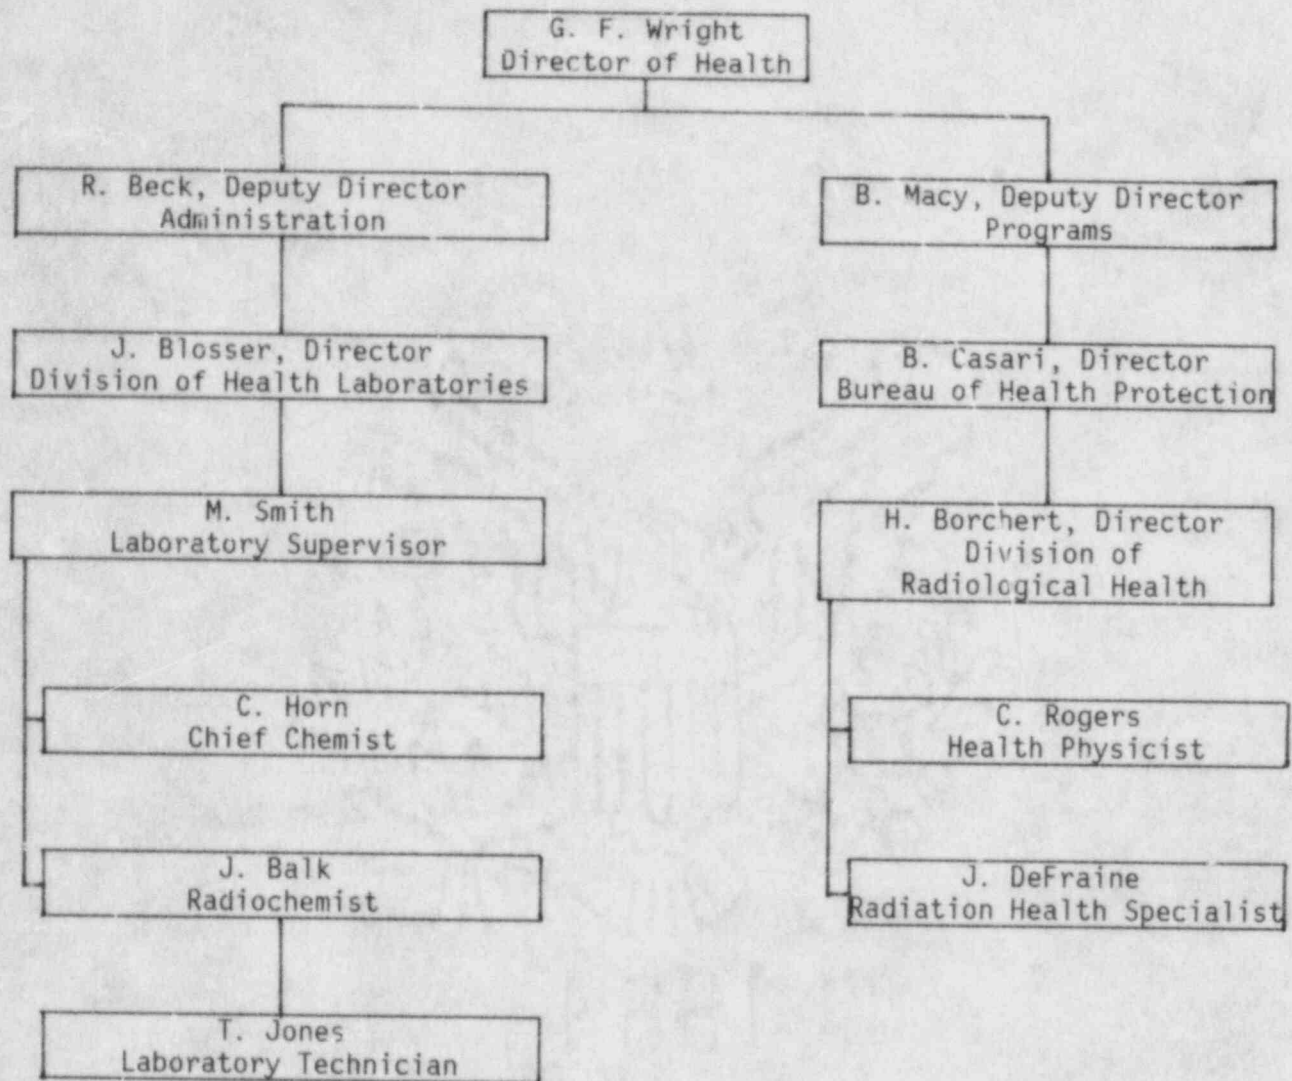 G. F. Wright
Director of Health
R. Beck, Deputy Director
Administration
B. Macy, Deputy Director
Programs
J. Blosser, Director
Division of Health Laboratories
B. Casari, Director
Bureau of Health Protection
M. Smith
Laboratory Supervisor
H. Borchert, Director
Division of
Radiological Health
C. Horn
Chief Chemist
C. Rogers
Health Physicist
J. Balk
Radiochemist
J. DeFraine
Radiation Health Specialist
T. Jones
Laboratory Technician